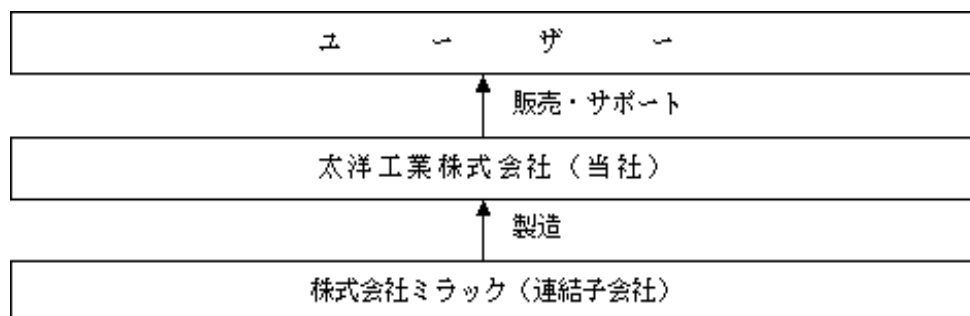 ユーザー
販売・サポート
太洋工業株式会社（当社）
製造
株式会社ミラック（連結子会社）